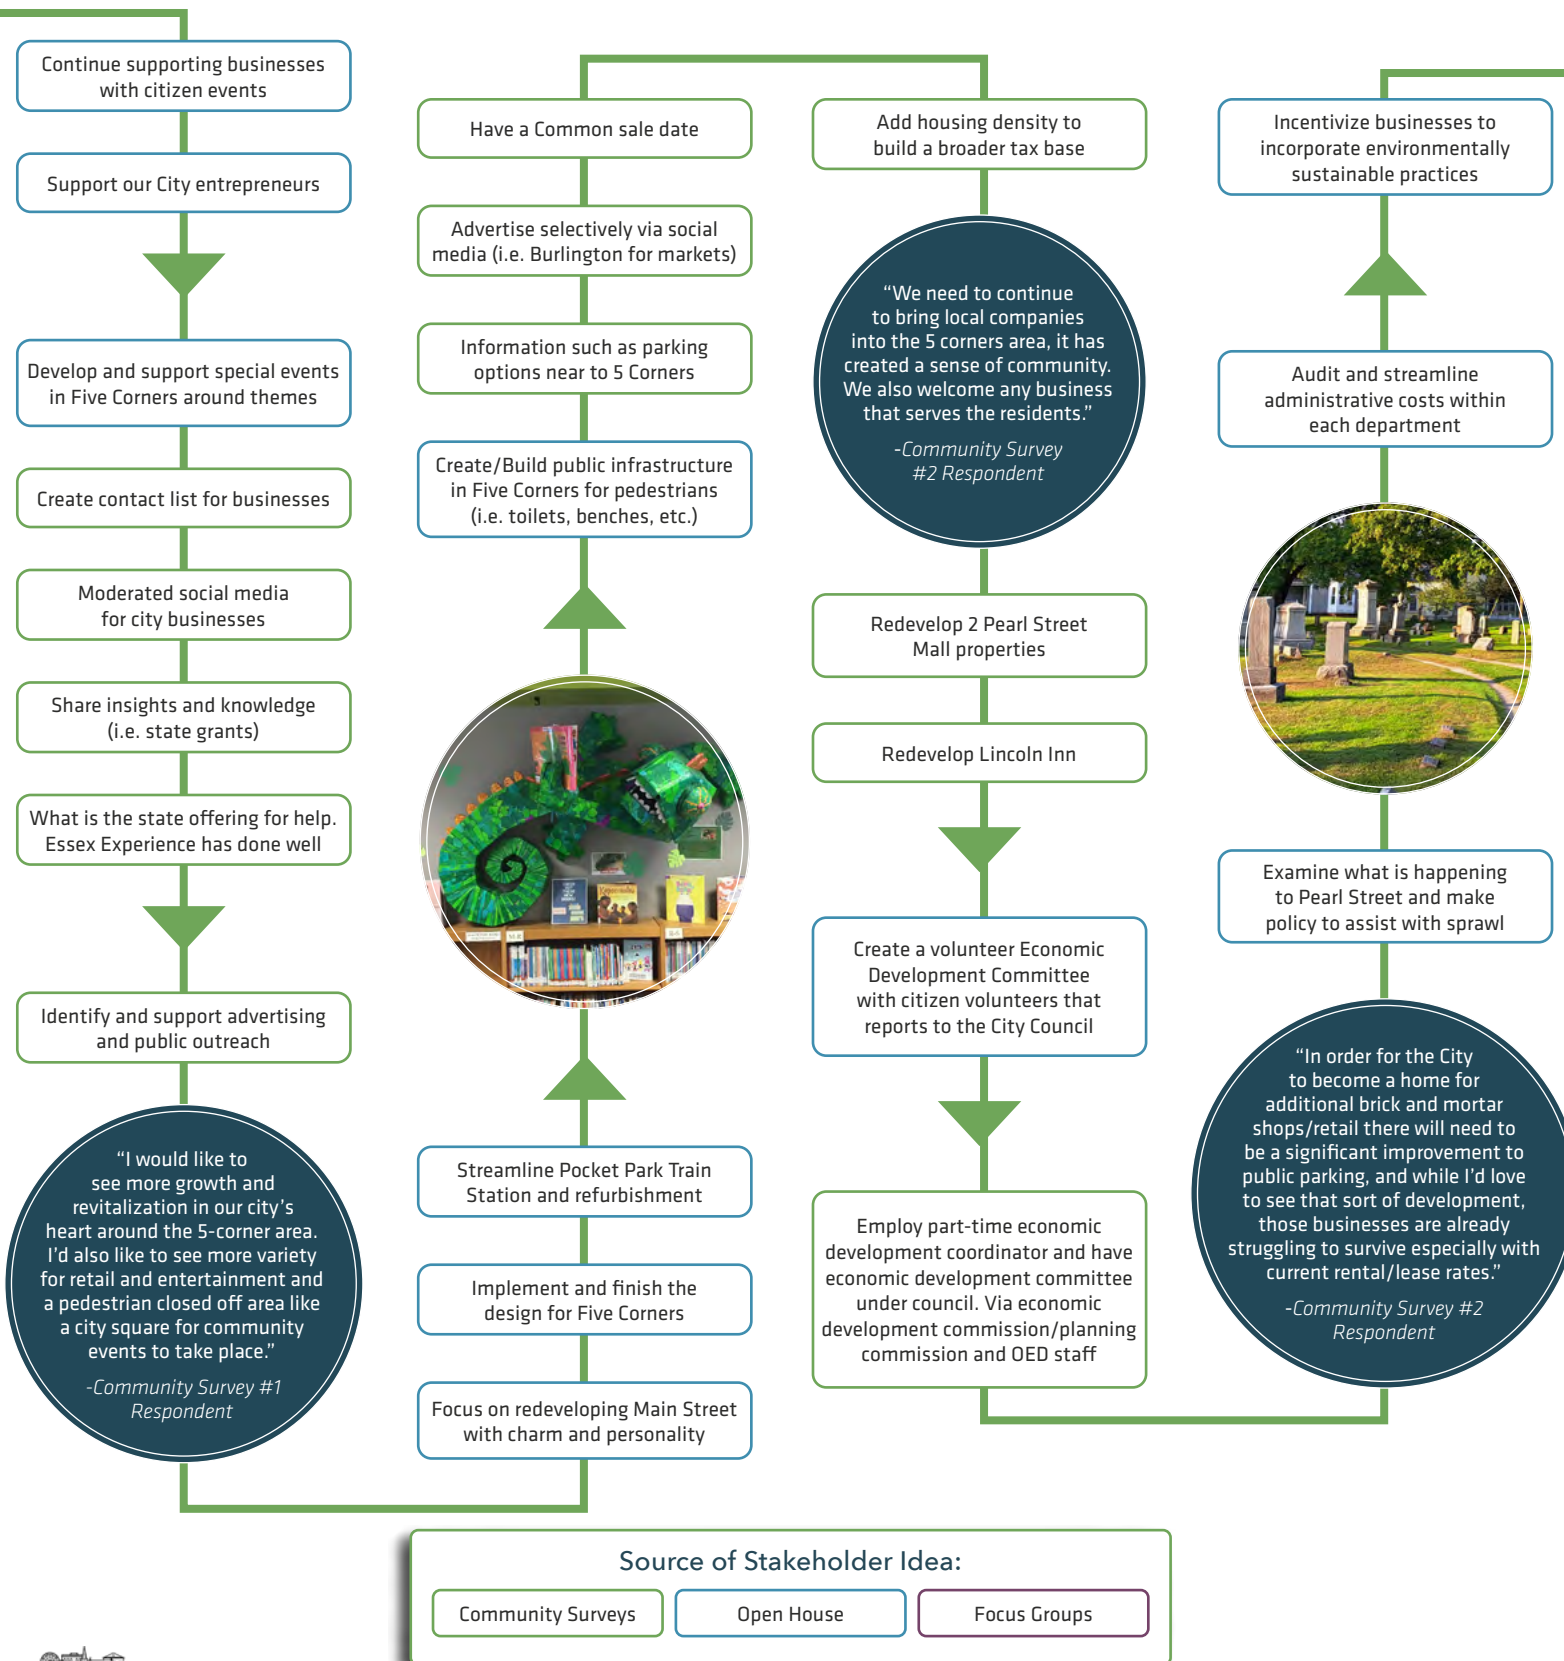 Continue supporting businesses
with citizen events
Support our City entrepreneurs
Develop and support special events
in Five Corners around themes
Create contact list for businesses
Moderated social media
for city businesses
Share insights and knowledge
(i.e. state grants)
What is the state offering for help.
Essex Experience has done well
Identify and support advertising
and public outreach
“I would like to
see more growth and
revitalization in our city’s
heart around the 5-corner area.
I’d also like to see more variety
for retail and entertainment and
a pedestrian closed off area like
a city square for community
events to take place.”
-Community Survey #1
Respondent
Have a Common sale date
Advertise selectively via social
media (i.e. Burlington for markets)
Information such as parking
options near to 5 Corners
Create/Build public infrastructure
in Five Corners for pedestrians
(i.e. toilets, benches, etc.)
Streamline Pocket Park Train
Station and refurbishment
Implement and finish the
design for Five Corners
Focus on redeveloping Main Street
with charm and personality
Add housing density to
build a broader tax base
“We need to continue
to bring local companies
into the 5 corners area, it has
created a sense of community.
We also welcome any business
that serves the residents.”
-Community Survey
#2 Respondent
Redevelop 2 Pearl Street
Mall properties
Redevelop Lincoln Inn
Create a volunteer Economic
Development Committee
with citizen volunteers that
reports to the City Council
Employ part-time economic
development coordinator and have
economic development committee
under council. Via economic
development commission/planning
commission and OED staff
Incentivize businesses to
incorporate environmentally
sustainable practices
Audit and streamline
administrative costs within
each department
Examine what is happening
to Pearl Street and make
policy to assist with sprawl
“In order for the City
to become a home for
additional brick and mortar
shops/retail there will need to
be a significant improvement to
public parking, and while I’d love
to see that sort of development,
those businesses are already
struggling to survive especially with
current rental/lease rates.”
-Community Survey #2
Respondent
Source of Stakeholder Idea:
Community Surveys
Open House
Focus Groups